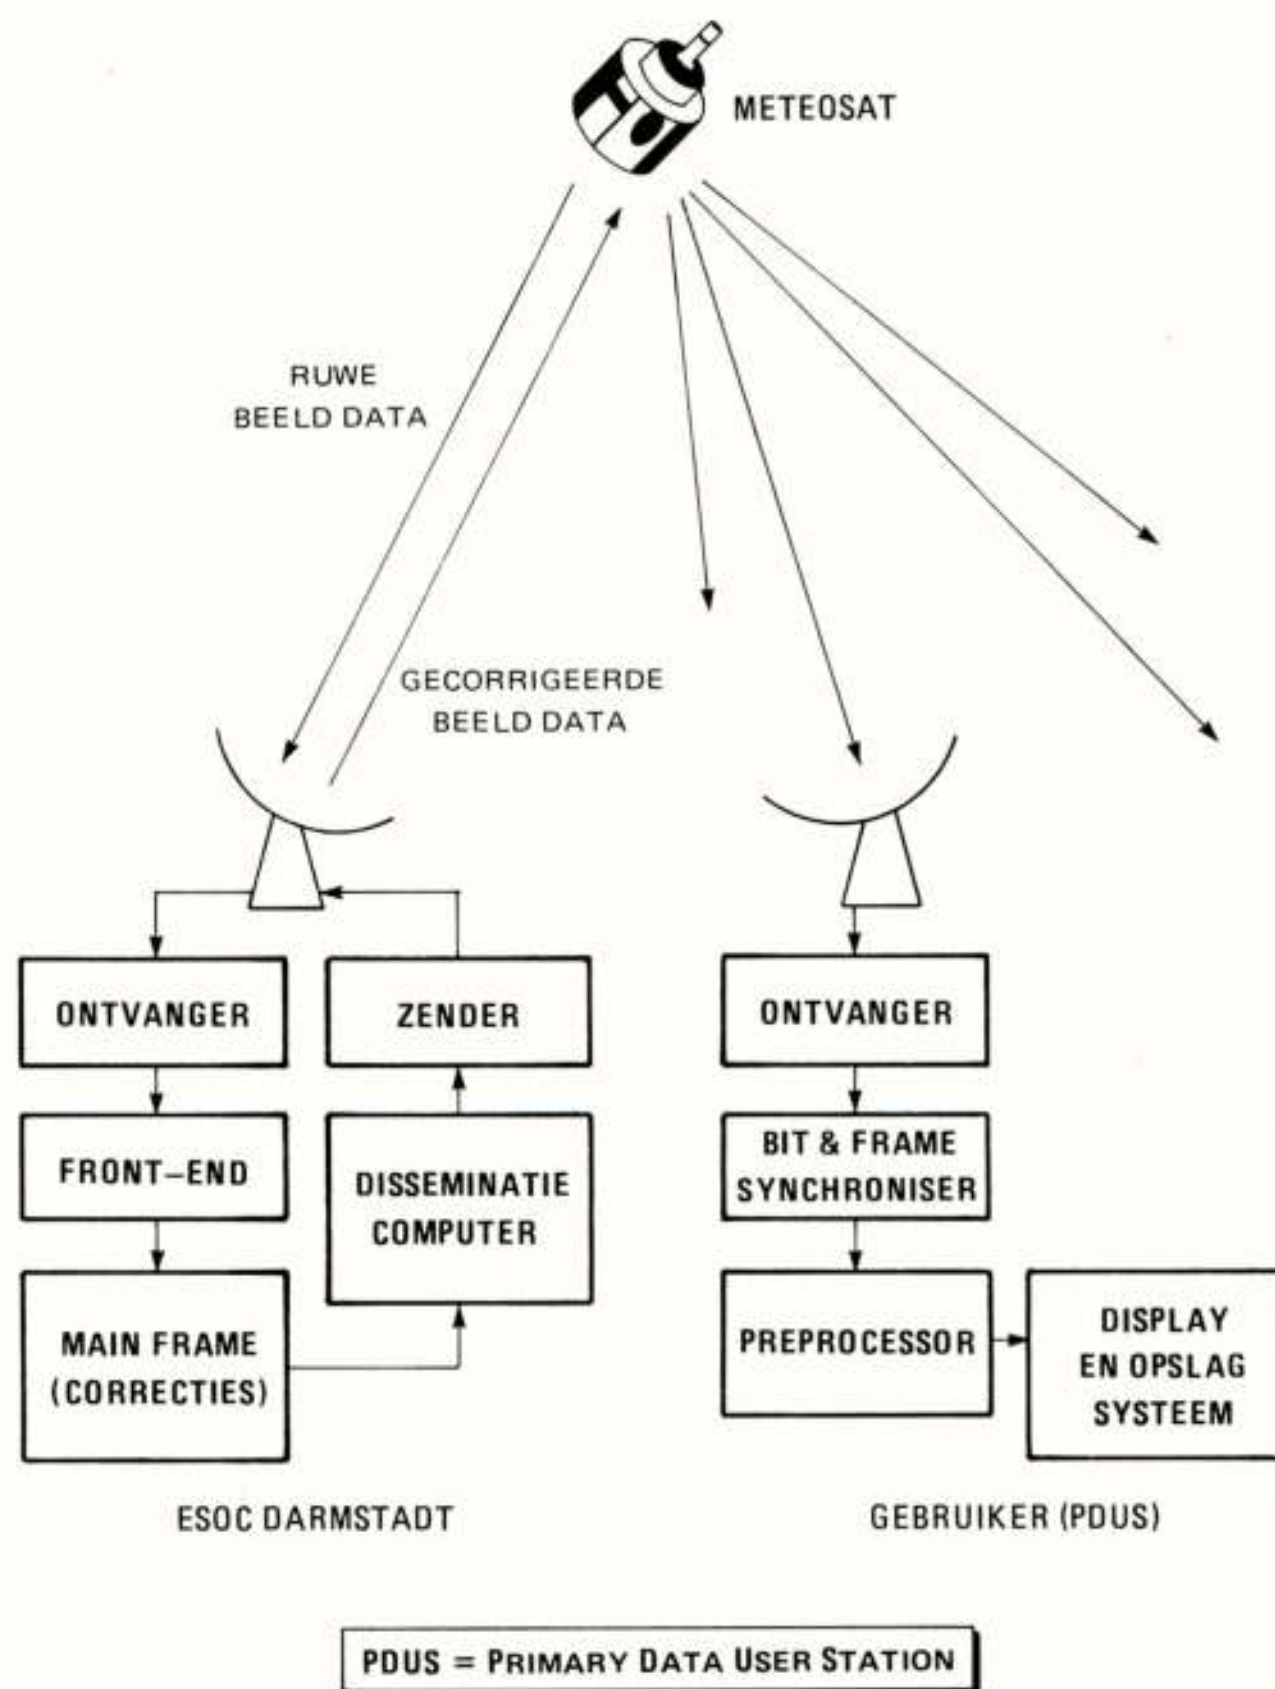 METEOSAT
RUWE
BEELD DATA
GECORRIGEERDE
BEELD DATA
ONTVANGER
ZENDER
FRONT–END
DISSEMINATIE
COMPUTER
MAIN FRAME
(CORRECTIES)
ESOC DARMSTADT
ONTVANGER
BIT & FRAME
SYNCHRONISER
PREPROCESSOR
DISPLAY
EN OPSLAG
SYSTEEM
GEBRUIKER (PDUS)
PDUS = PRIMARY DATA USER STATION